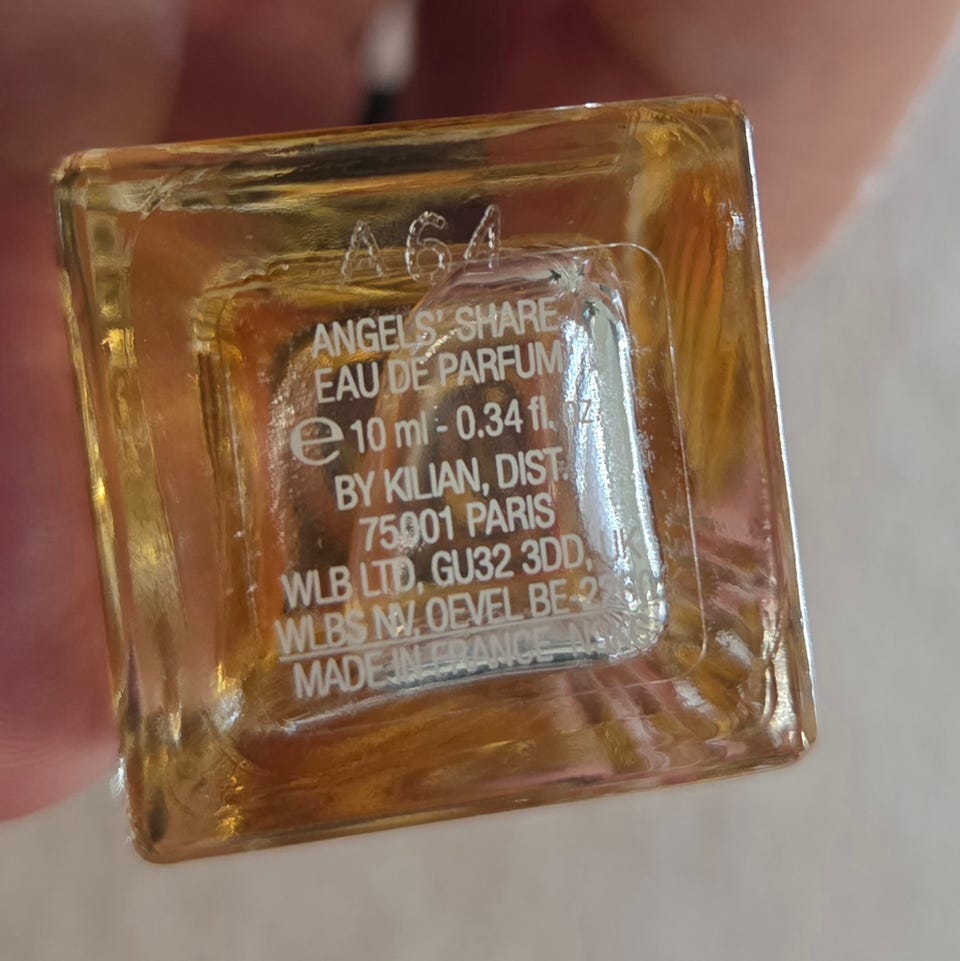 A64
ANGELS' SHARE
EAU DE PARFUM
e 10 ml - 0.34 fl.
BY KILIAN, DIST.
75001 PARIS
WLB LTD, GU32 3DD,
WLBS NV, OEVEL BE-
MADE IN FRANCE